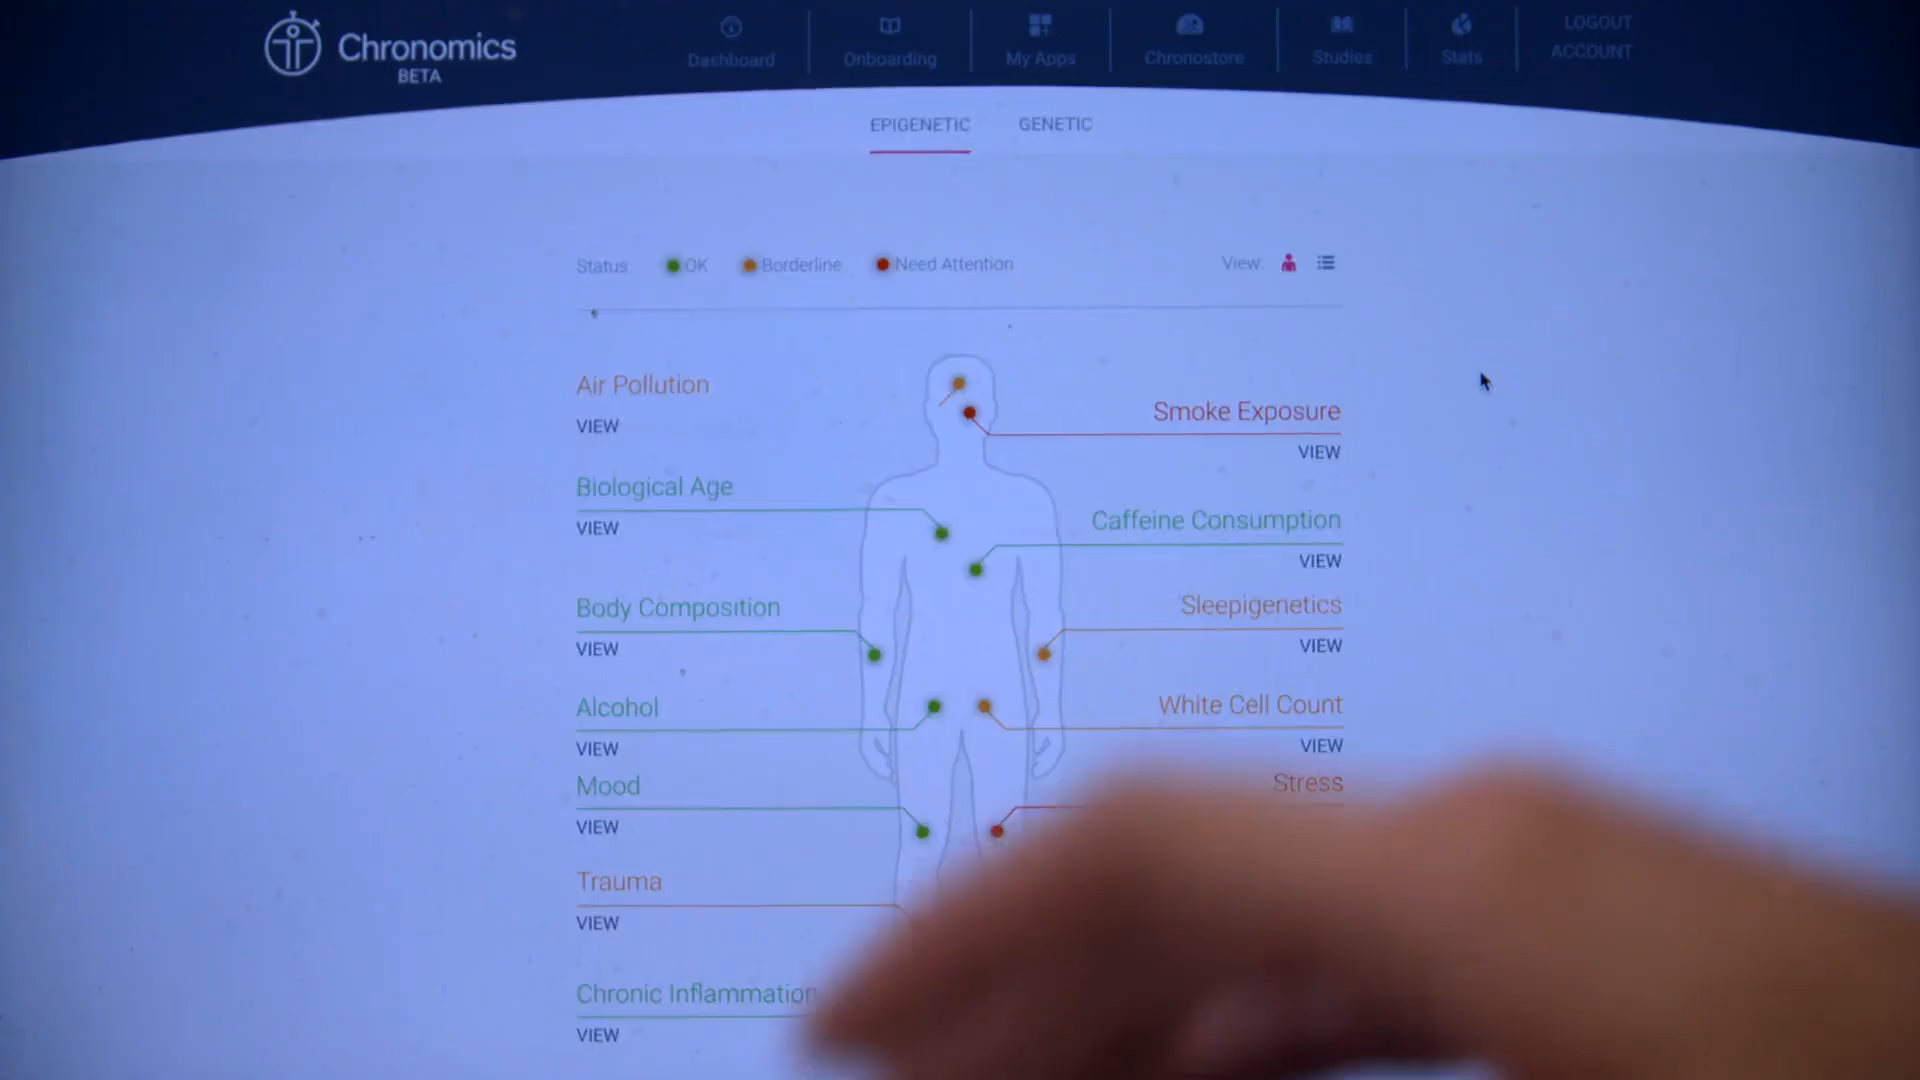 Chronomics
BETA
Dashboard
Onboarding
My Apps
Chronostore
Studies
Stats
LOGOUT
ACCOUNT
EPIGENETIC
GENETIC
Status
OK
Borderline
Need Attention
View
Air Pollution
VIEW
Smoke Exposure
VIEW
Biological Age
VIEW
Caffeine Consumption
VIEW
Body Composition
VIEW
Sleepigenetics
VIEW
Alcohol
VIEW
White Cell Count
VIEW
Mood
VIEW
Stress
Trauma
VIEW
Chronic Inflammation
VIEW